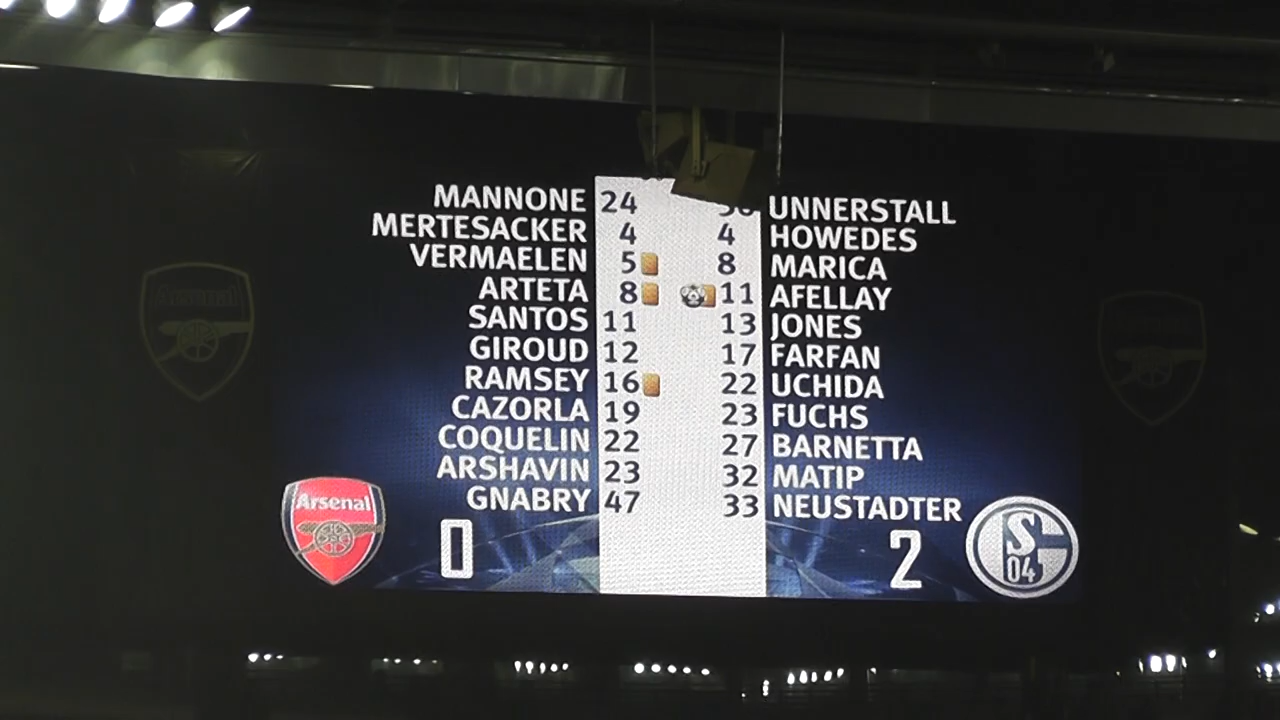 MANNONE 24 UNNERSTALL
MERTESACKER 4 4 HOWEDES
VERMAELEN 5 8 MARICA
ARTETA 8 11 AFELLAY
SANTOS 11 13 JONES
GIROUD 12 17 FARFAN
RAMSEY 16 22 UCHIDA
CAZORLA 19 23 FUCHS
COQUELIN 22 27 BARNETTA
ARSHAVIN 23 32 MATIP
GNABRY 47 33 NEUSTADTER
Arsenal 0 2 S 04